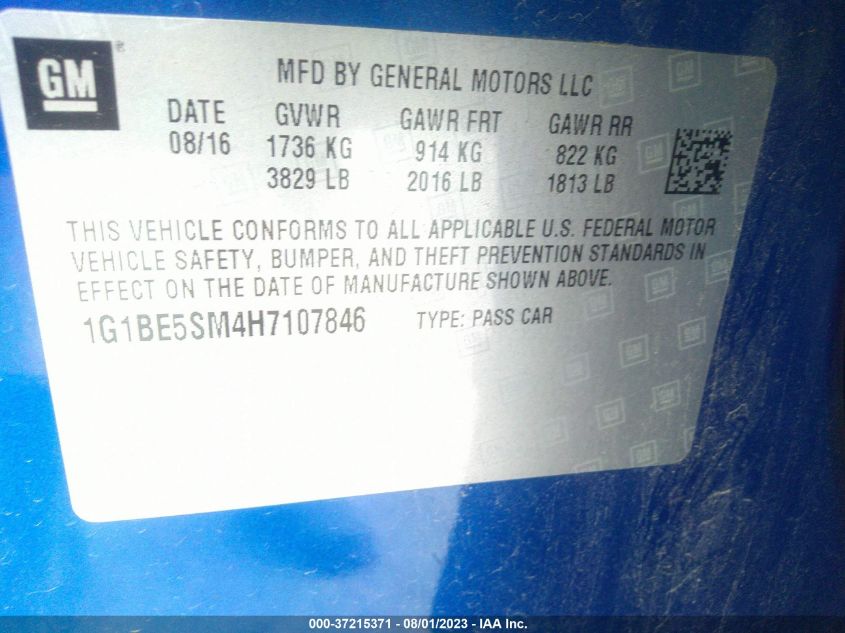 GM ®
MFD BY GENERAL MOTORS LLC
DATE GVWR GAWR FRT GAWR RR
08/16 1736 KG 914 KG 822 KG
3829 LB 2016 LB 1813 LB
THIS VEHICLE CONFORMS TO ALL APPLICABLE U.S. FEDERAL MOTOR
VEHICLE SAFETY, BUMPER, AND THEFT PREVENTION STANDARDS IN
EFFECT ON THE DATE OF MANUFACTURE SHOWN ABOVE.
1G1BE5SM4H7107846 TYPE: PASS CAR
000-37215371 - 08/01/2023 - IAA Inc.